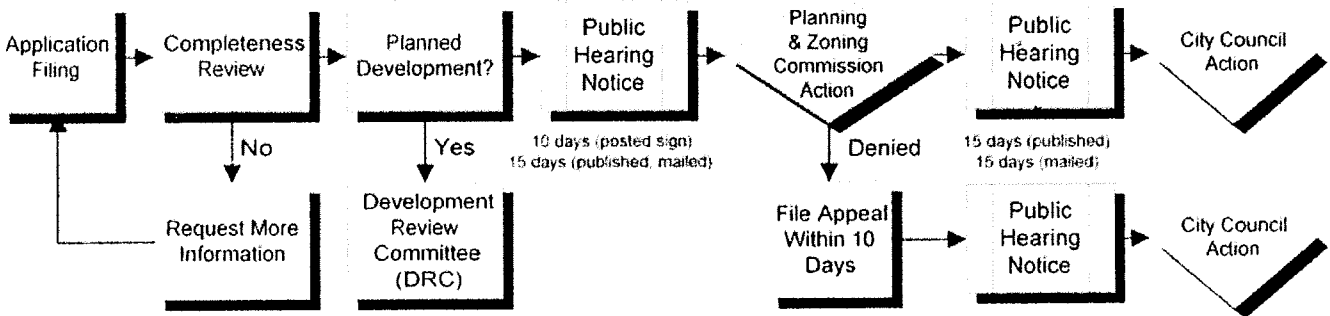 Application
Filing
Completeness
Review
Planned
Development?
Public
Hearing
Notice
Planning
& Zoning
Commission
Action
Public
Hearing
Notice
City Council
Action
No
Yes
10 days (posted sign)
15 days (published, mailed)
Denied
15 days (published)
15 days (mailed)
Request More
Information
Development
Review
Committee
(DRC)
File Appeal
Within 10
Days
Public
Hearing
Notice
City Council
Action